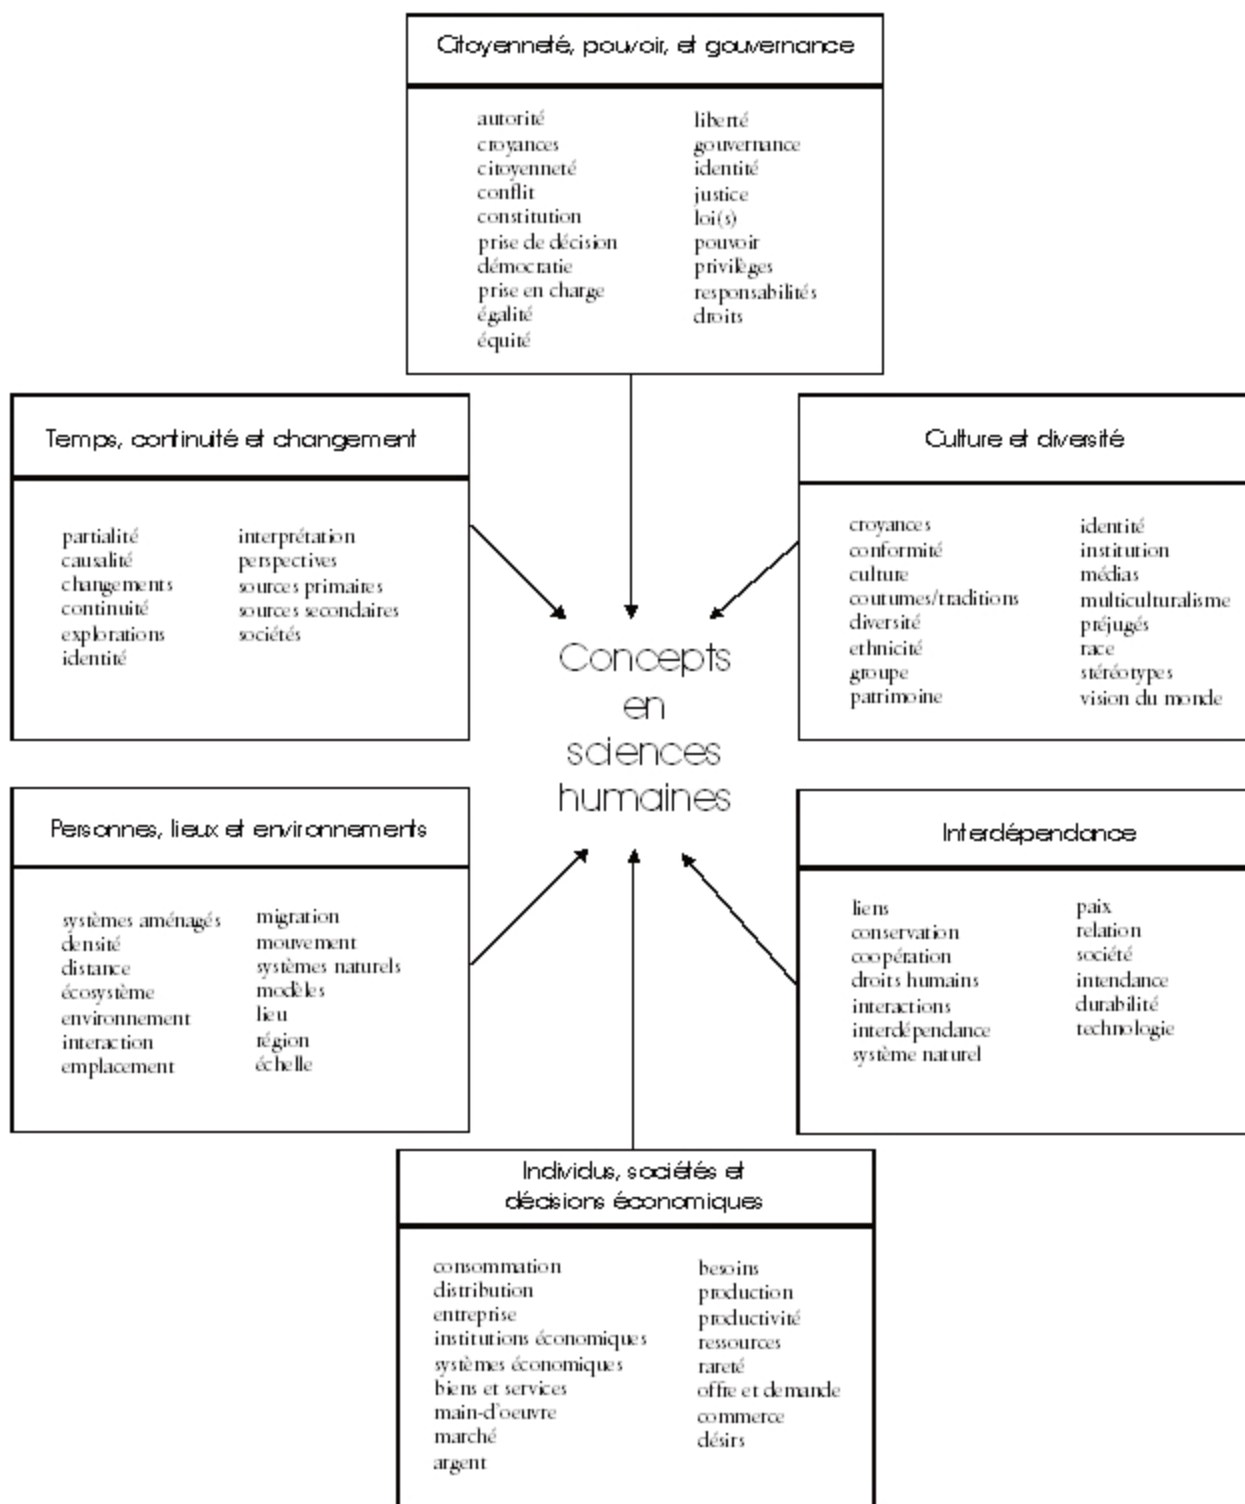 Citoyenneté, pouvoir, et gouvernance
autorité
croyances
citoyenneté
conflit
constitution
prise de décision
démocratie
prise en charge
égalité
équité
liberté
gouvernance
identité
justice
loi(s)
pouvoir
privilèges
responsabilités
droits
Temps, continuité et changement
partialité
causalité
changements
continuité
explorations
identité
interprétation
perspectives
sources primaires
sources secondaires
sociétés
Culture et diversité
croyances
conformité
culture
coutumes/traditions
diversité
ethnicité
groupe
patrimoine
identité
institution
médias
multiculturalisme
préjugés
race
stéréotypes
vision du monde
Concepts
en
sciences
humaines
Personnes, lieux et environnements
systèmes aménagés
densité
distance
écosystème
environnement
interaction
emplacement
migration
mouvement
systèmes naturels
modèles
lieu
région
échelle
Interdépendance
liens
conservation
coopération
droits humains
interactions
interdépendance
système naturel
paix
relation
société
intendance
durabilité
technologie
Individus, sociétés et
décisions économiques
consommation
distribution
entreprise
institutions économiques
systèmes économiques
biens et services
main-d'oeuvre
marché
argent
besoins
production
productivité
ressources
rareté
offre et demande
commerce
désirs